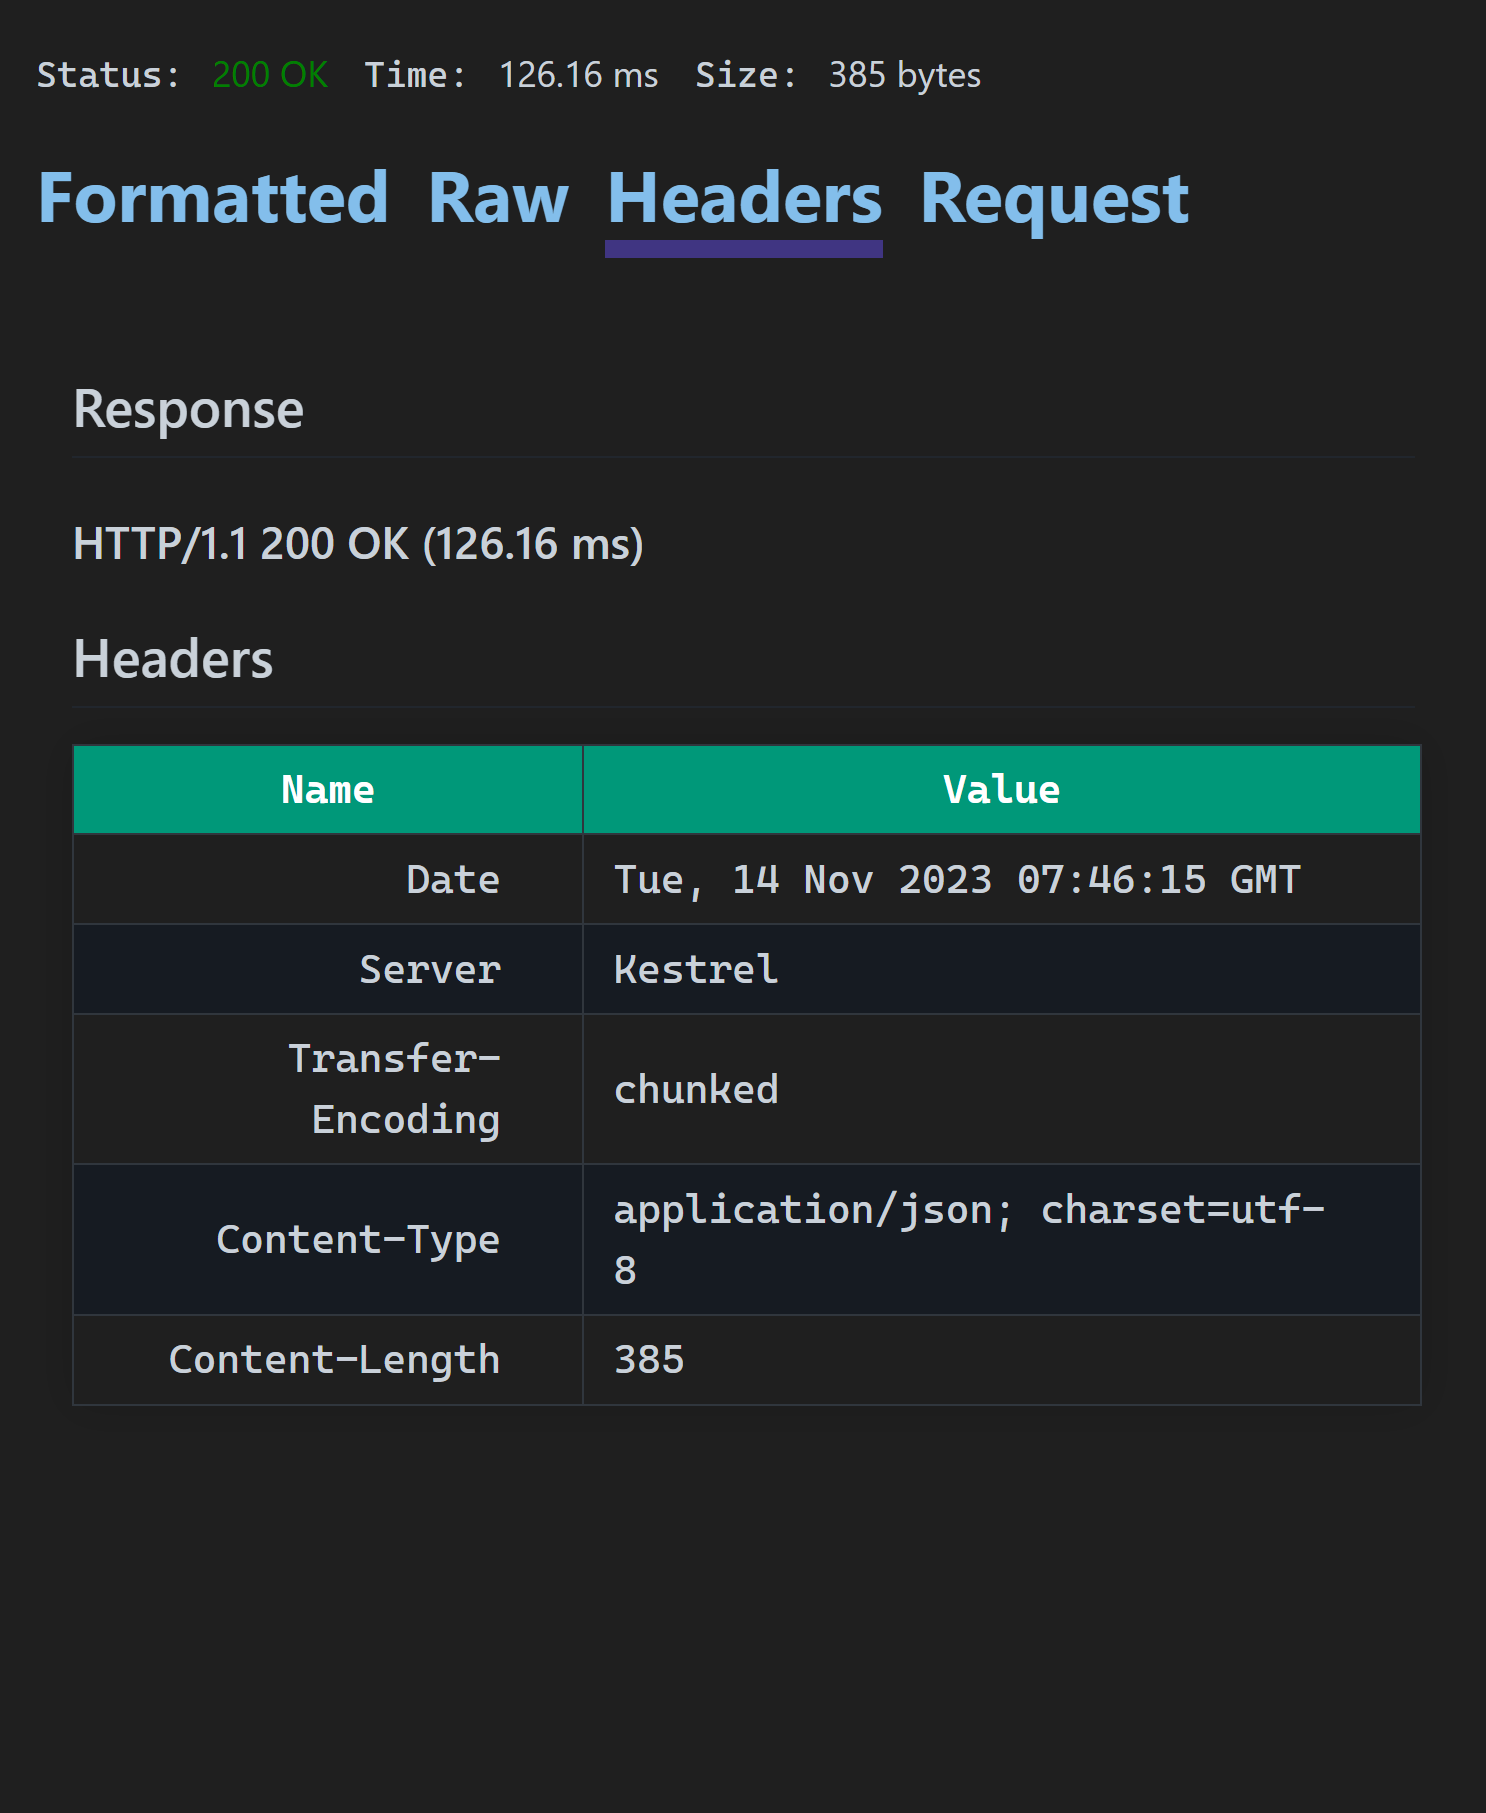 Status: 200 OK Time: 126.16 ms Size: 385 bytes
Formatted Raw Headers Request
Response
HTTP/1.1 200 OK (126.16 ms)
Headers
Name Value
Date Tue, 14 Nov 2023 07:46:15 GMT
Server Kestrel
Transfer-
Encoding
chunked
Content-Type
application/json; charset=utf-
8
Content-Length 385